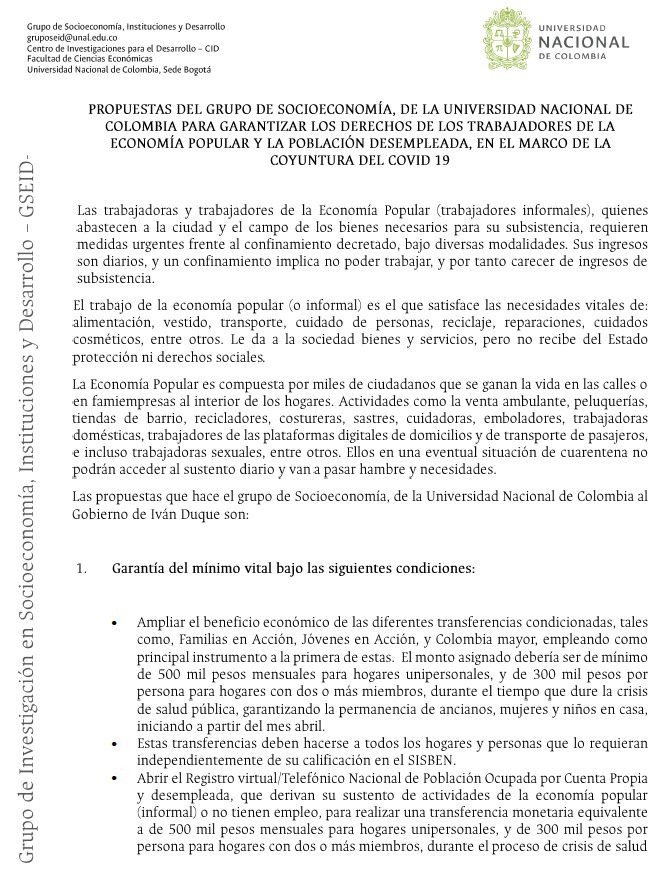 Grupo de Socioeconomía, Instituciones y Desarrollo
gruposeid@unal.edu.co
Centro de Investigaciones para el Desarrollo – CID
Facultad de Ciencias Económicas
Universidad Nacional de Colombia, Sede Bogotá
UNIVERSIDAD
NACIONAL
DE COLOMBIA
PROPUESTAS DEL GRUPO DE SOCIOECONOMÍA, DE LA UNIVERSIDAD NACIONAL DE
COLOMBIA PARA GARANTIZAR LOS DERECHOS DE LOS TRABAJADORES DE LA
ECONOMÍA POPULAR Y LA POBLACIÓN DESEMPLEADA, EN EL MARCO DE LA
COYUNTURA DEL COVID 19
Las trabajadoras y trabajadores de la Economía Popular (trabajadores informales), quienes
abastecen a la ciudad y el campo de los bienes necesarios para su subsistencia, requieren
medidas urgentes frente al confinamiento decretado, bajo diversas modalidades. Sus ingresos
son diarios, y un confinamiento implica no poder trabajar, y por tanto carecer de ingresos de
subsistencia.
El trabajo de la economía popular (o informal) es el que satisface las necesidades vitales de:
alimentación, vestido, transporte, cuidado de personas, reciclaje, reparaciones, cuidados
cosméticos, entre otros. Le da a la sociedad bienes y servicios, pero no recibe del Estado
protección ni derechos sociales.
La Economía Popular es compuesta por miles de ciudadanos que se ganan la vida en las calles o
en famiempresas al interior de los hogares. Actividades como la venta ambulante, peluquerías,
tiendas de barrio, recicladores, costureras, sastres, cuidadoras, emboladores, trabajadoras
domésticas, trabajadores de las plataformas digitales de domicilios y de transporte de pasajeros,
e incluso trabajadoras sexuales, entre otros. Ellos en una eventual situación de cuarentena no
podrán acceder al sustento diario y van a pasar hambre y necesidades.
Las propuestas que hace el grupo de Socioeconomía, de la Universidad Nacional de Colombia al
Gobierno de Iván Duque son:
1. Garantía del mínimo vital bajo las siguientes condiciones:
• Ampliar el beneficio económico de las diferentes transferencias condicionadas, tales
como, Familias en Acción, Jóvenes en Acción, y Colombia mayor, empleando como
principal instrumento a la primera de estas. El monto asignado debería ser de mínimo
de 500 mil pesos mensuales para hogares unipersonales, y de 300 mil pesos por
persona para hogares con dos o más miembros, durante el tiempo que dure la crisis
de salud pública, garantizando la permanencia de ancianos, mujeres y niños en casa,
iniciando a partir del mes abril.
• Estas transferencias deben hacerse a todos los hogares y personas que lo requieran
independientemente de su calificación en el SISBEN.
• Abrir el Registro virtual/Telefónico Nacional de Población Ocupada por Cuenta Propia
y desempleada, que derivan su sustento de actividades de la economía popular
(informal) o no tienen empleo, para realizar una transferencia monetaria equivalente
a de 500 mil pesos mensuales para hogares unipersonales, y de 300 mil pesos por
persona para hogares con dos o más miembros, durante el proceso de crisis de salud
Grupo de Investigación en Socioeconomía, Instituciones y Desarrollo – GSEID-